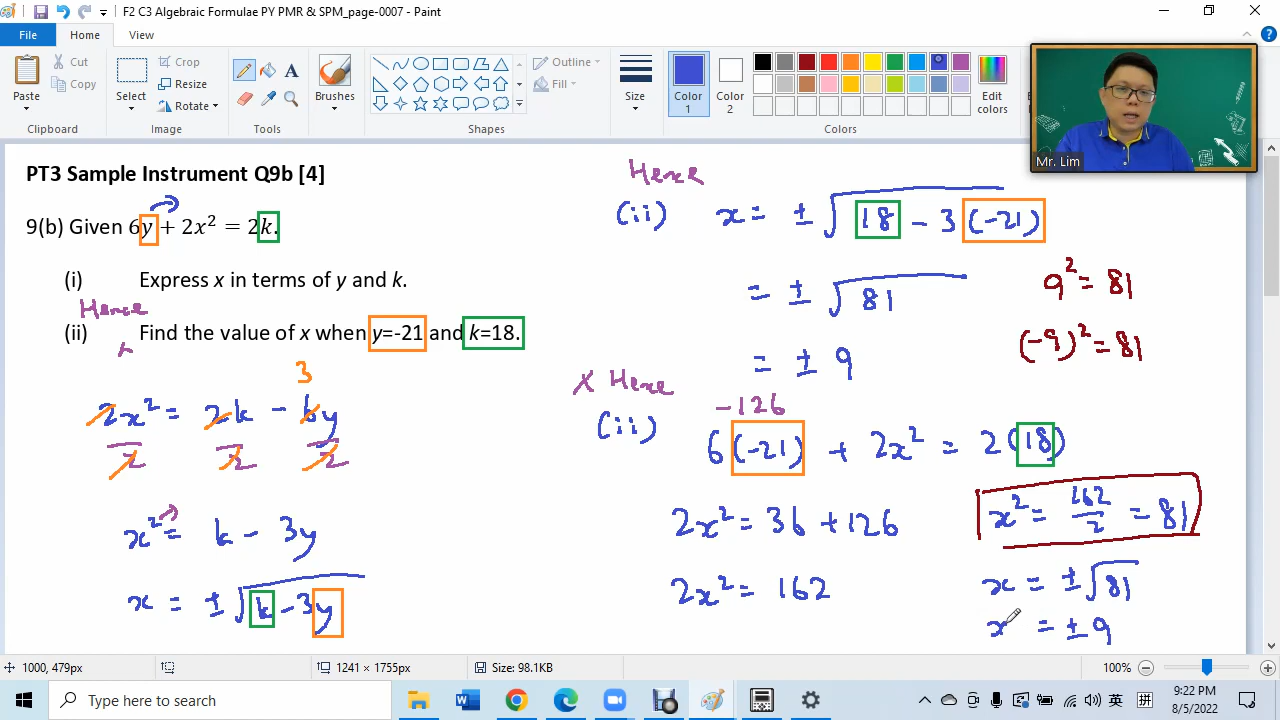 F2 C3 Algebraic Formulae PY PMR & SPM_page-0007 - Paint
File Home View
Paste Cut Copy Clipboard
Select Crop Resize Rotate Image
Tools
Brushes
Outline Fill Shapes
Size
Color 1 Color 2 Edit colors Colors
Mr. Lim
PT3 Sample Instrument Q9b [4]
9(b) Given 6y + 2x² = 2k.
(i) Express x in terms of y and k.
Hence
(ii) Find the value of x when y=-21 and k=18.
3
2x² = 2k - 6y
2 2 2
x² = k - 3y
x = ± √k - 3y
Hence
(ii) x = ± √18 - 3 (-21)
= ± √81
= ± 9
9² = 81
(-9)² = 81
X Hence
-126
(ii) 6 (-21) + 2x² = 2 (18)
2x² = 36 + 126
2x² = 162
x² = 162/2 = 81
x = ± √81
x = ± 9
1000, 479px 1241 × 1755px Size: 98.1KB 100%
Type here to search
英 拼
9:22 PM
8/5/2022